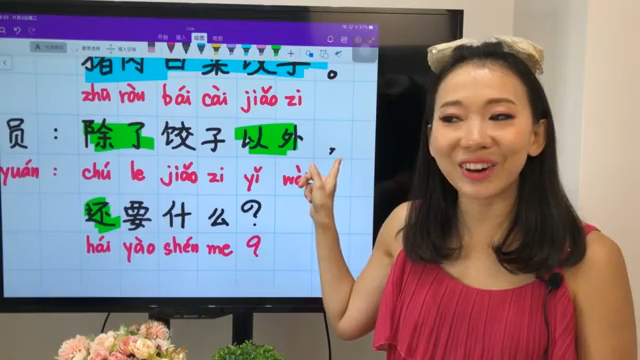 猪肉白菜饺子。
zhū ròu bái cài jiǎo zi
员：除了饺子以外，
yuán: chú le jiǎo zi yǐ wài
还要什么？
hái yào shén me ?